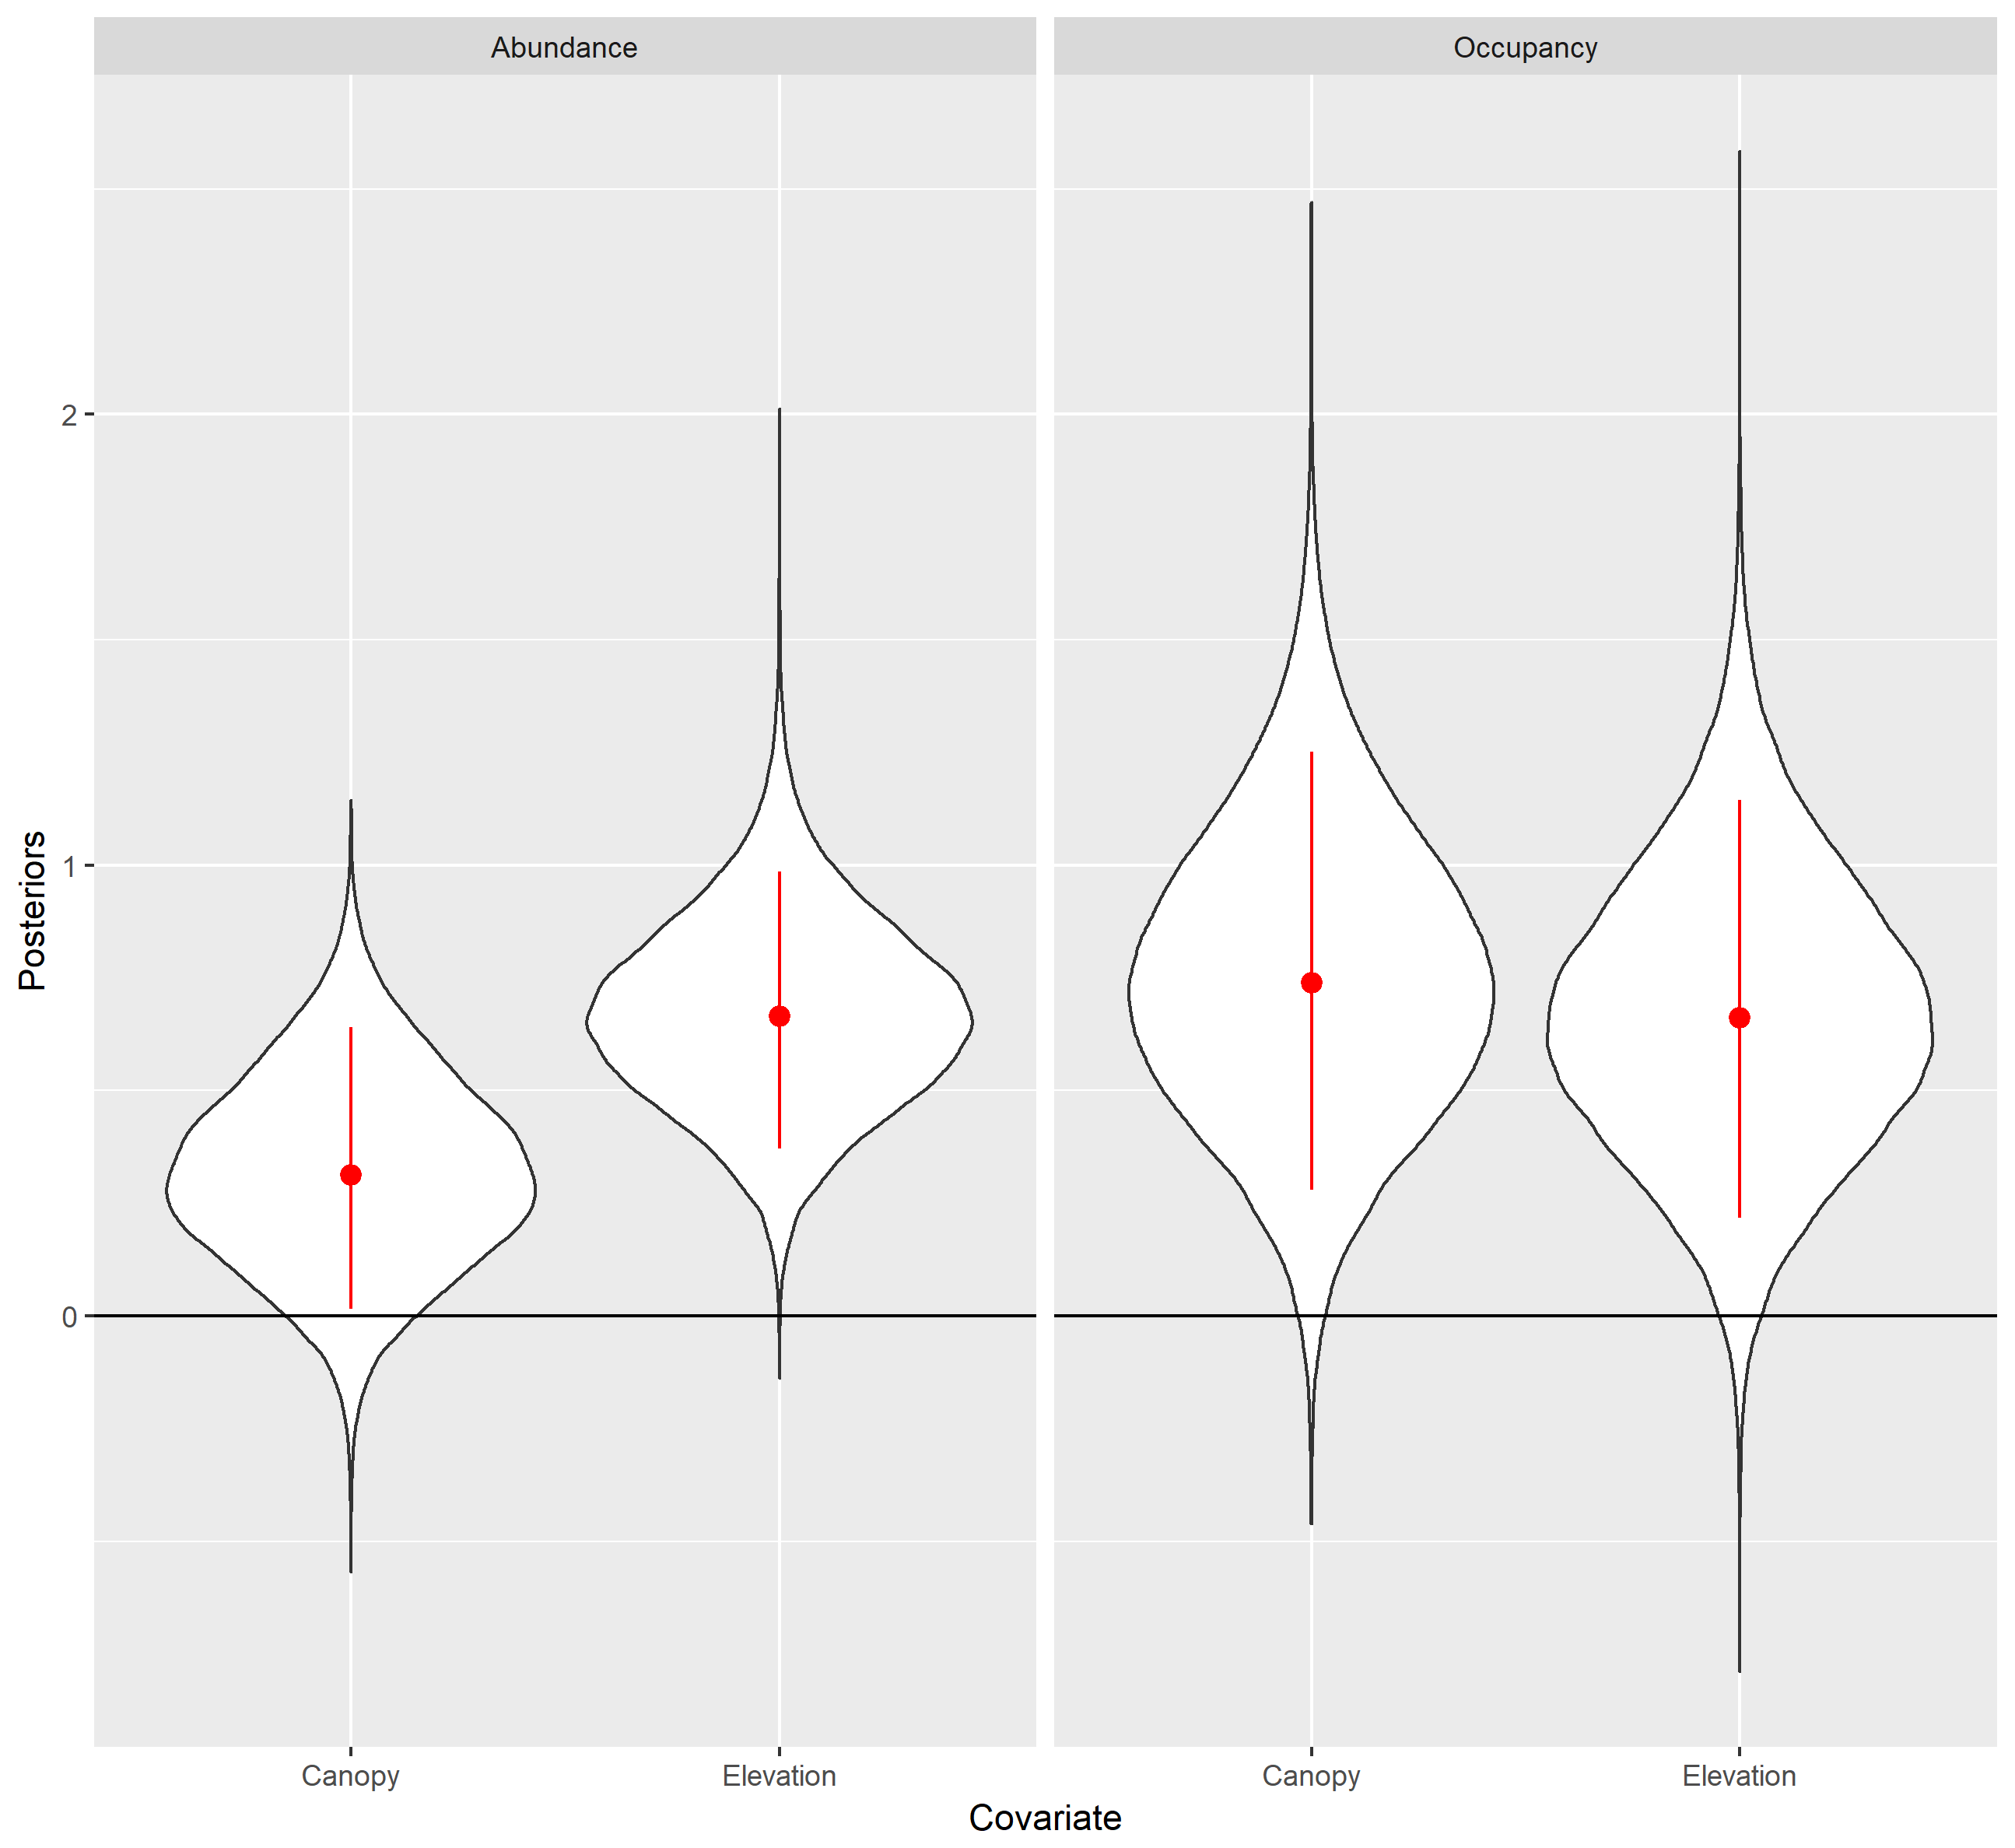 Abundance
Occupancy
Posteriors
2
1
0
Canopy
Elevation
Canopy
Elevation
Covariate